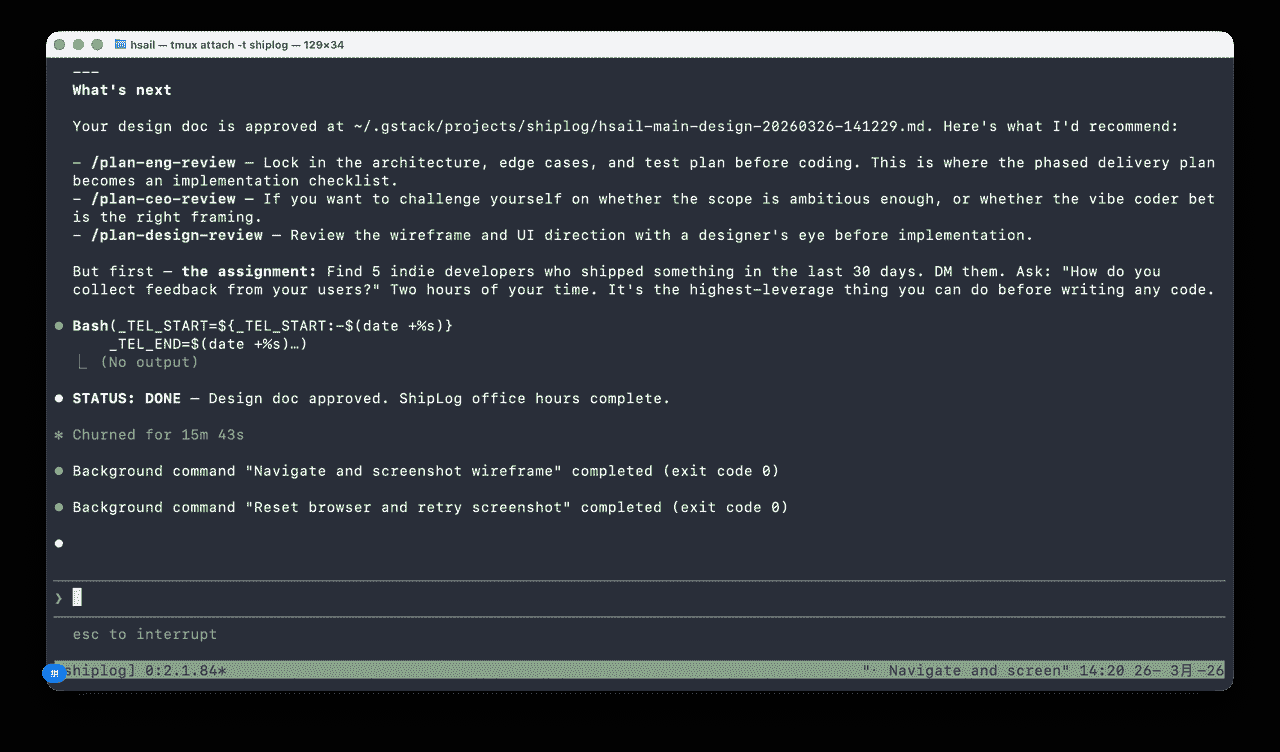 hsail — tmux attach -t shiplog — 129×34
---
What's next
Your design doc is approved at ~/.gstack/projects/shiplog/hsail-main-design-20260326-141229.md. Here's what I'd recommend:
- /plan-eng-review — Lock in the architecture, edge cases, and test plan before coding. This is where the phased delivery plan
becomes an implementation checklist.
- /plan-ceo-review — If you want to challenge yourself on whether the scope is ambitious enough, or whether the vibe coder bet
is the right framing.
- /plan-design-review — Review the wireframe and UI direction with a designer's eye before implementation.
But first — the assignment: Find 5 indie developers who shipped something in the last 30 days. DM them. Ask: "How do you
collect feedback from your users?" Two hours of your time. It's the highest-leverage thing you can do before writing any code.
● Bash(_TEL_START=${_TEL_START:-$(date +%s)}
_TEL_END=$(date +%s)…)
⎿ (No output)
● STATUS: DONE — Design doc approved. ShipLog office hours complete.
✻ Churned for 15m 43s
● Background command "Navigate and screenshot wireframe" completed (exit code 0)
● Background command "Reset browser and retry screenshot" completed (exit code 0)
●
❯
esc to interrupt
拼 shiplog] 0:2.1.84* "· Navigate and screen" 14:20 26- 3月-26